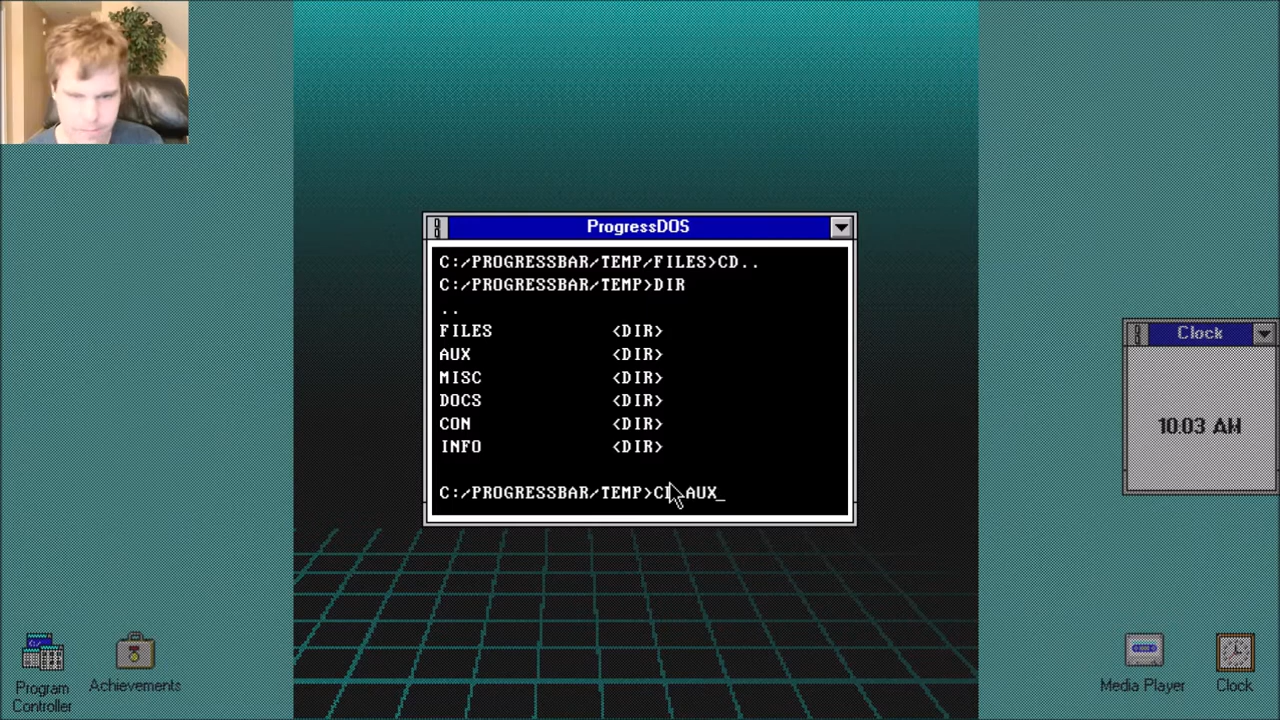 ProgressDOS
C:/PROGRESSBAR/TEMP/FILES>CD..
C:/PROGRESSBAR/TEMP>DIR
..
FILES <DIR>
AUX <DIR>
MISC <DIR>
DOCS <DIR>
CON <DIR>
INFO <DIR>
C:/PROGRESSBAR/TEMP>CD AUX_
Clock
10:03 AM
Program
Controller
Achievements
Media Player
Clock